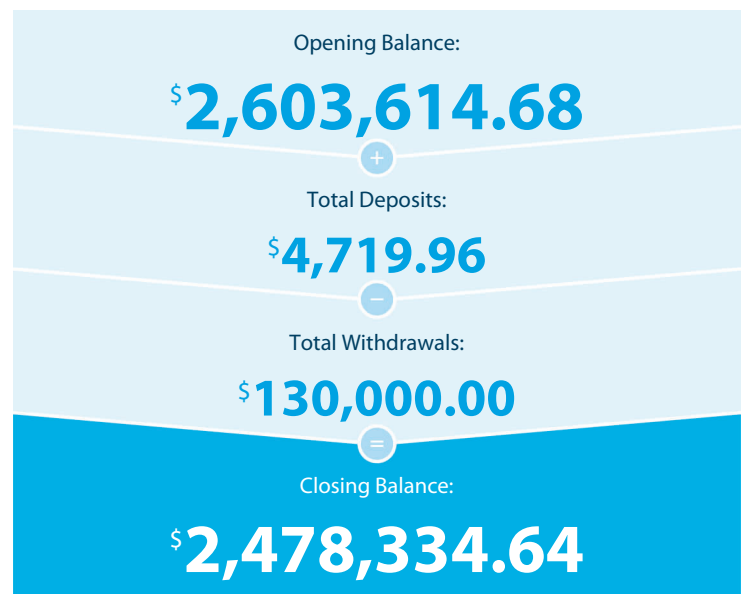 Opening Balance:
$2,603,614.68
+
Total Deposits:
$4,719.96
−
Total Withdrawals:
$130,000.00
=
Closing Balance:
$2,478,334.64